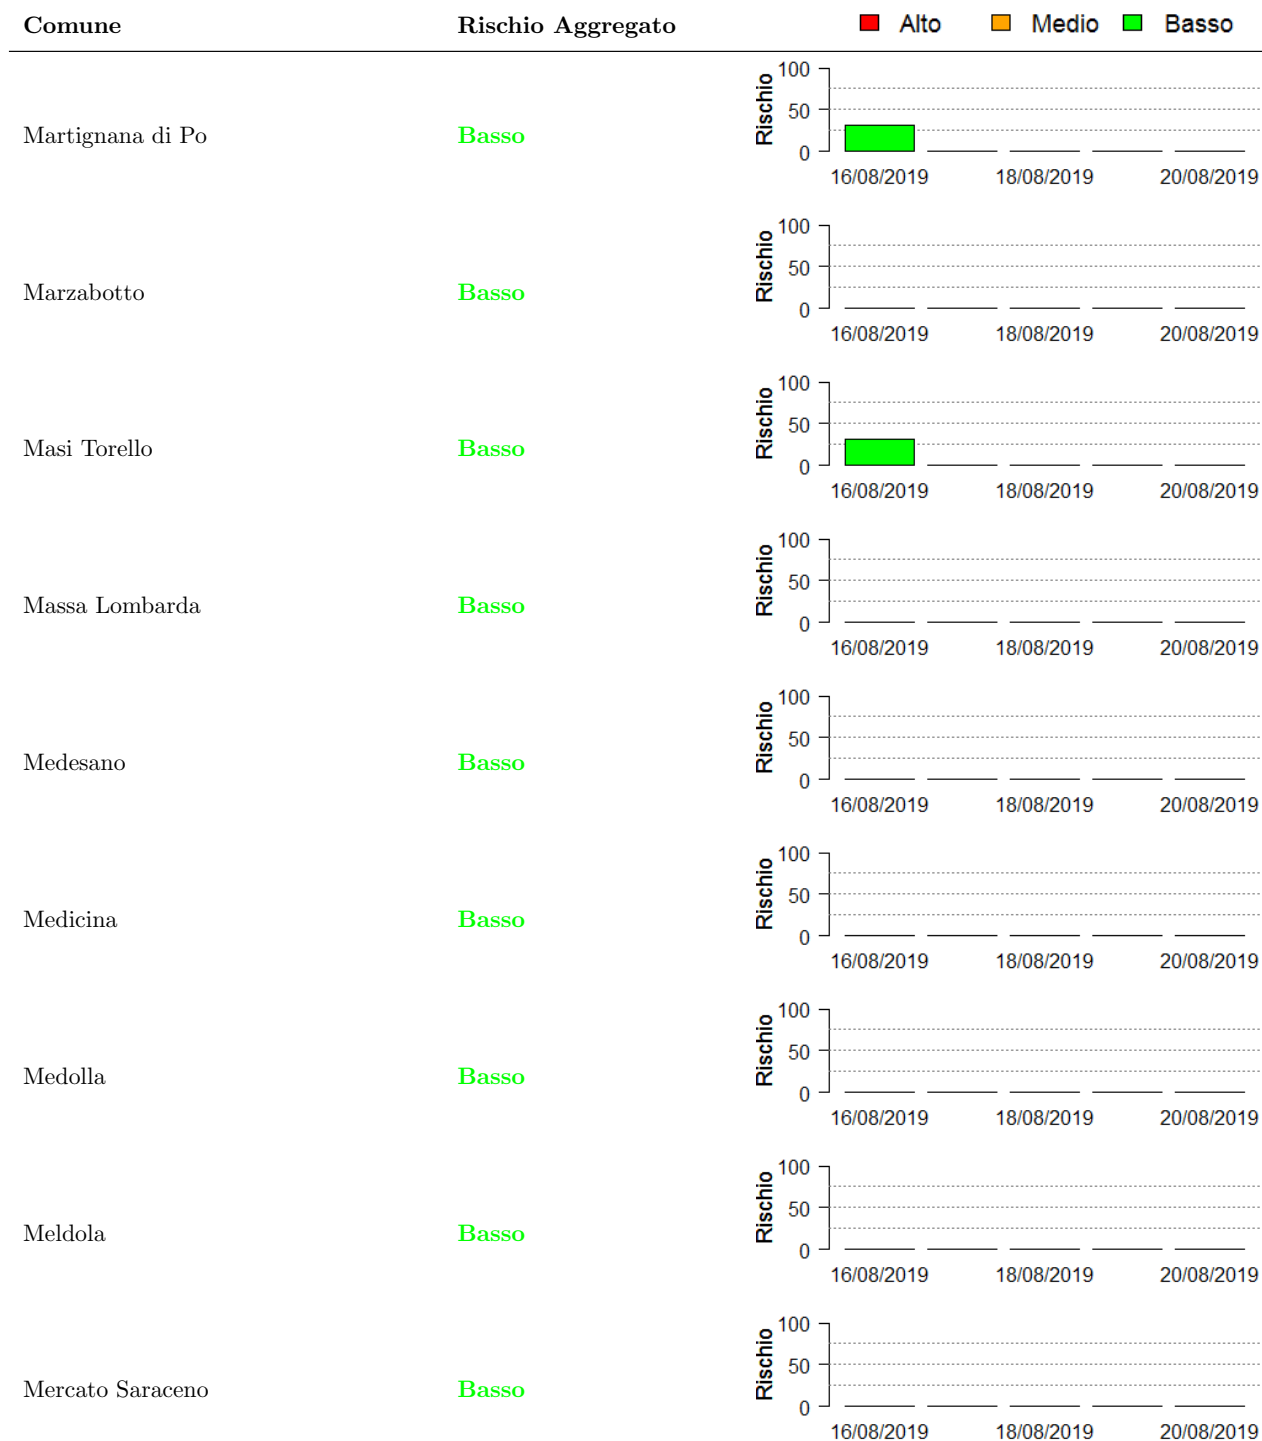 Comune Rischio Aggregato Alto Medio Basso
Martignana di Po Basso Rischio 100 50 0
16/08/2019 18/08/2019 20/08/2019
Marzabotto Basso Rischio 100 50 0
16/08/2019 18/08/2019 20/08/2019
Masi Torello Basso Rischio 100 50 0
16/08/2019 18/08/2019 20/08/2019
Massa Lombarda Basso Rischio 100 50 0
16/08/2019 18/08/2019 20/08/2019
Medesano Basso Rischio 100 50 0
16/08/2019 18/08/2019 20/08/2019
Medicina Basso Rischio 100 50 0
16/08/2019 18/08/2019 20/08/2019
Medolla Basso Rischio 100 50 0
16/08/2019 18/08/2019 20/08/2019
Meldola Basso Rischio 100 50 0
16/08/2019 18/08/2019 20/08/2019
Mercato Saraceno Basso Rischio 100 50 0
16/08/2019 18/08/2019 20/08/2019